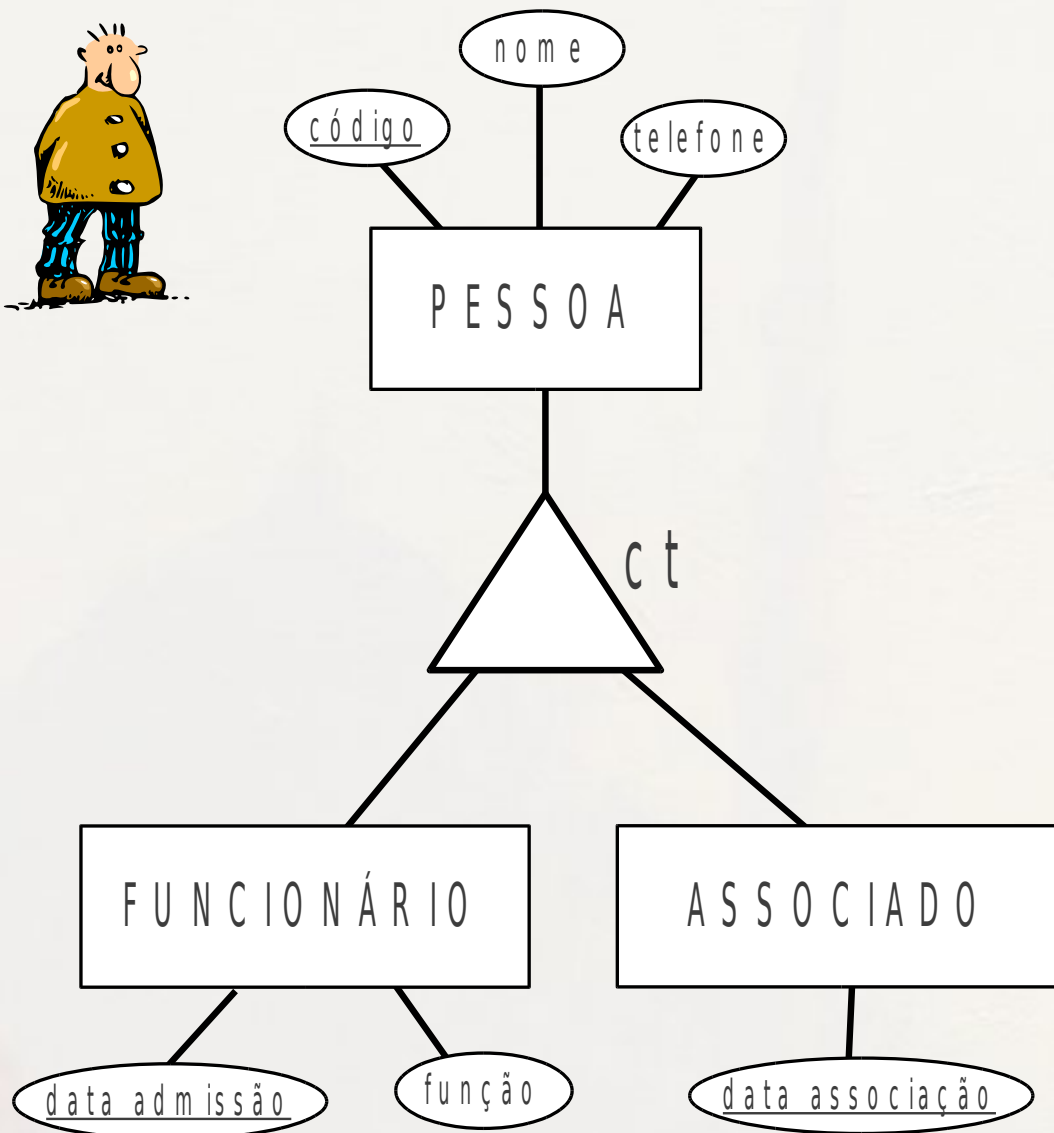 nome
código
telefone
PESSOA
ct
FUNCIONÁRIO
ASSOCIADO
data admissão
função
data associação